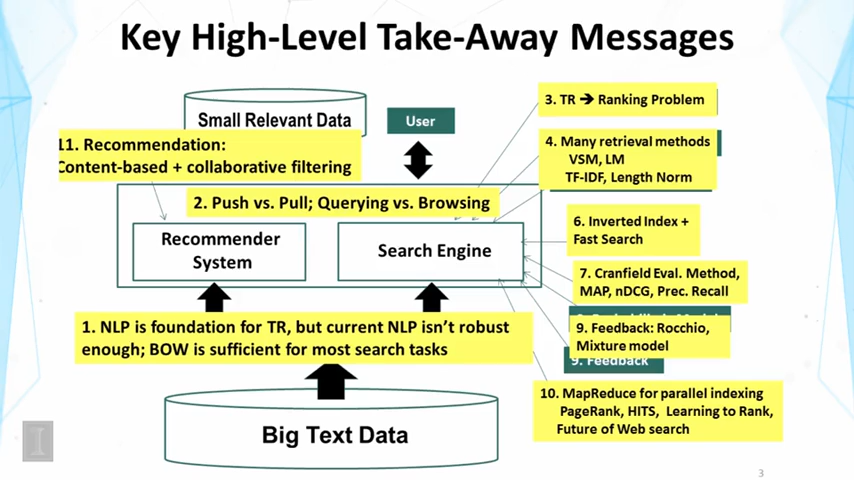 Key High-Level Take-Away Messages
Small Relevant Data
User
3. TR ➔ Ranking Problem
4. Many retrieval methods
VSM, LM
TF-IDF, Length Norm
11. Recommendation:
Content-based + collaborative filtering
2. Push vs. Pull; Querying vs. Browsing
Recommender
System
Search Engine
6. Inverted Index +
Fast Search
7. Cranfield Eval. Method,
MAP, nDCG, Prec. Recall
1. NLP is foundation for TR, but current NLP isn't robust
enough; BOW is sufficient for most search tasks
9. Feedback: Rocchio,
Mixture model
9. Feedback
10. MapReduce for parallel indexing
PageRank, HITS, Learning to Rank,
Future of Web search
Big Text Data
I
3